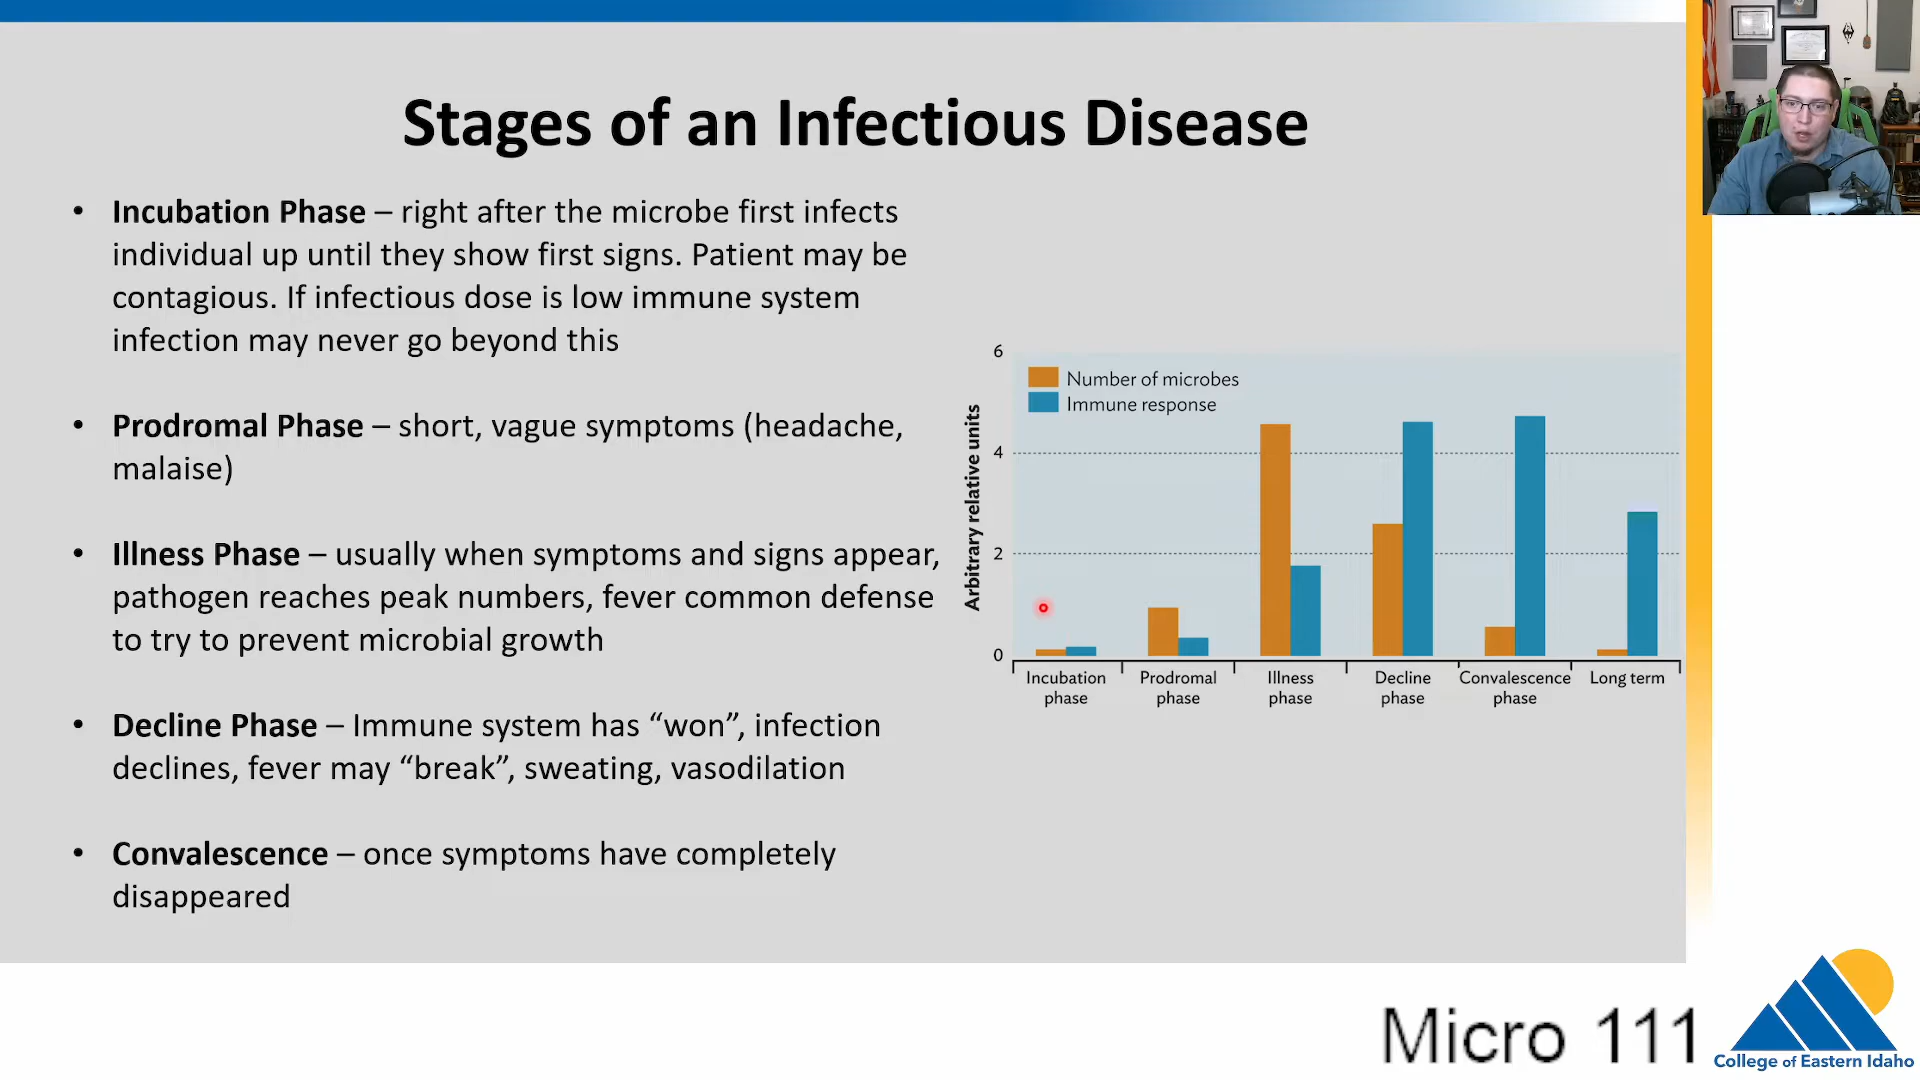 Stages of an Infectious Disease
• Incubation Phase – right after the microbe first infects
individual up until they show first signs. Patient may be
contagious. If infectious dose is low immune system
infection may never go beyond this
• Prodromal Phase – short, vague symptoms (headache,
malaise)
• Illness Phase – usually when symptoms and signs appear,
pathogen reaches peak numbers, fever common defense
to try to prevent microbial growth
• Decline Phase – Immune system has “won”, infection
declines, fever may “break”, sweating, vasodilation
• Convalescence – once symptoms have completely
disappeared
Number of microbes
Immune response
Arbitrary relative units
6
4
2
0
Incubation phase
Prodromal phase
Illness phase
Decline phase
Convalescence phase
Long term
Micro 111
College of Eastern Idaho